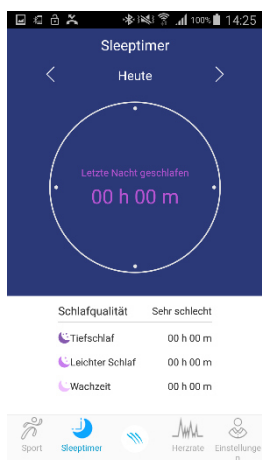 100% 14:25
Sleeptimer
Heute
Letzte Nacht geschlafen
00 h 00 m
Schlafqualität Sehr schlecht
Tiefschlaf 00 h 00 m
Leichter Schlaf 00 h 00 m
Wachzeit 00 h 00 m
Sport Sleeptimer Herzrate Einstellunge
n